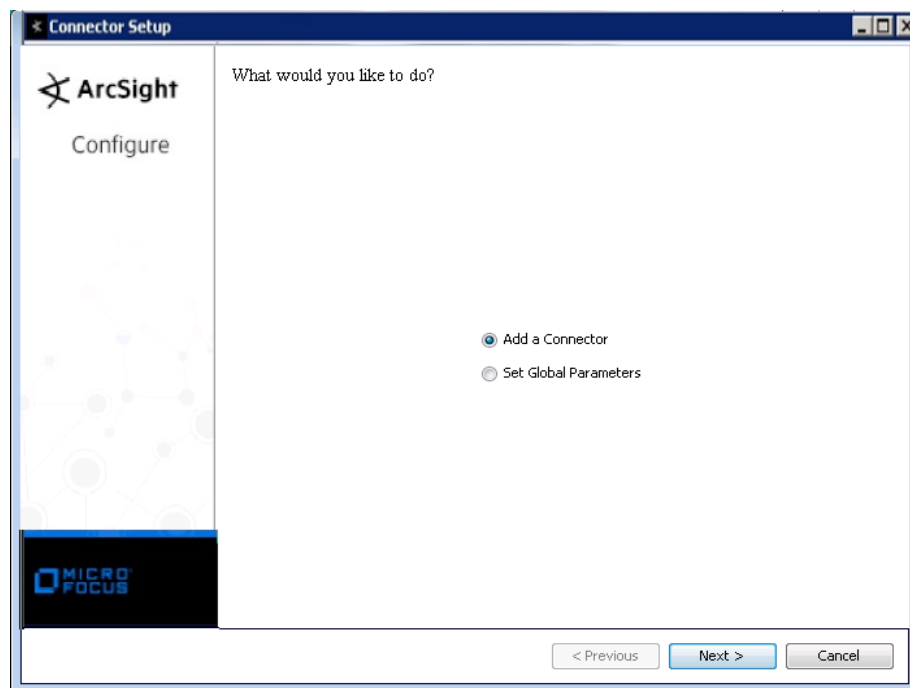 Connector Setup
ArcSight
Configure
What would you like to do?
Add a Connector
Set Global Parameters
MICRO
FOCUS
< Previous
Next >
Cancel